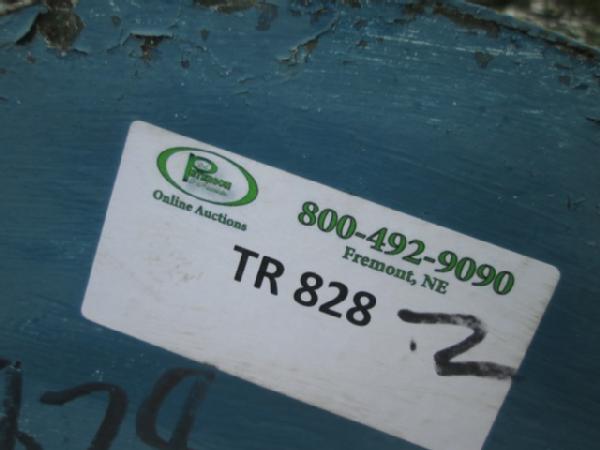 Online Auctions
800-492-9090
Fremont, NE
TR 828 2